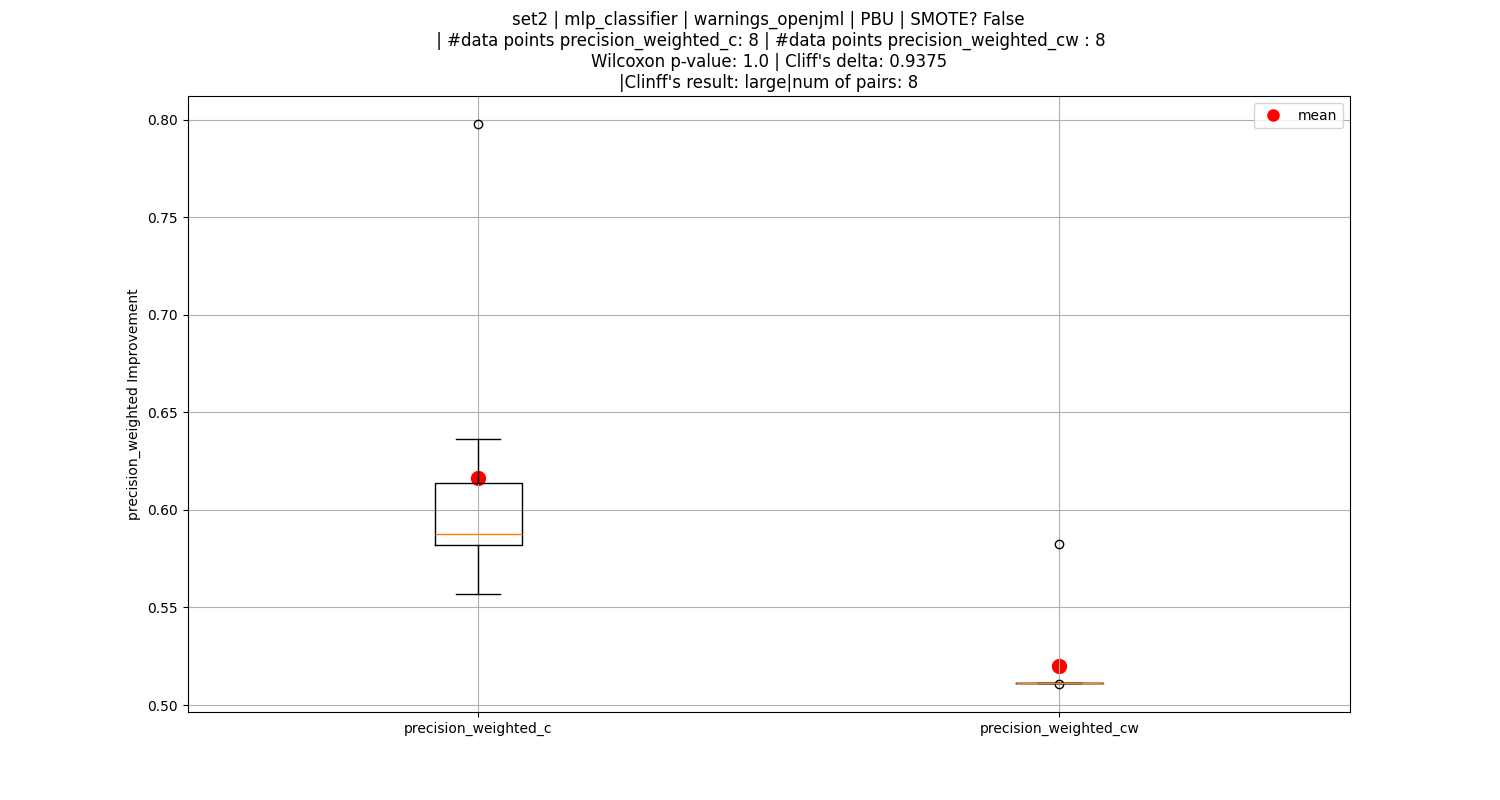 set2 | mlp_classifier | warnings_openjml | PBU | SMOTE? False
| #data points precision_weighted_c: 8 | #data points precision_weighted_cw : 8
Wilcoxon p-value: 1.0 | Cliff's delta: 0.9375
|Clinff's result: large|num of pairs: 8
mean
0.80
0.75
0.70
0.65
0.60
0.55
0.50
precision_weighted Improvement
precision_weighted_c
precision_weighted_cw